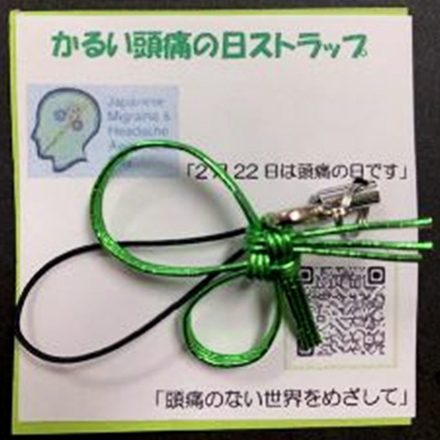 かるい頭痛の日ストラップ
Japanese
Migraine &
Headache
「2月22日は頭痛の日です」
「頭痛のない世界をめざして」